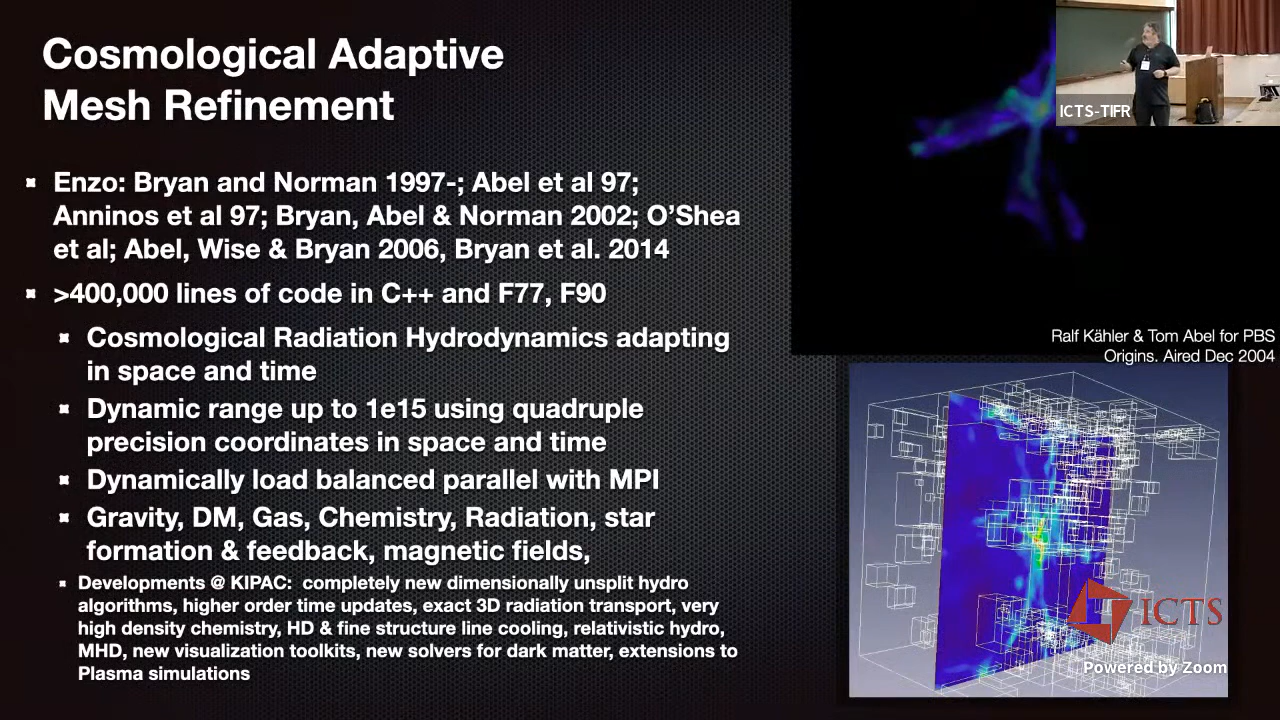 Cosmological Adaptive
Mesh Refinement
Enzo: Bryan and Norman 1997-; Abel et al 97;
Anninos et al 97; Bryan, Abel & Norman 2002; O'Shea
et al; Abel, Wise & Bryan 2006, Bryan et al. 2014
>400,000 lines of code in C++ and F77, F90
Cosmological Radiation Hydrodynamics adapting
in space and time
Dynamic range up to 1e15 using quadruple
precision coordinates in space and time
Dynamically load balanced parallel with MPI
Gravity, DM, Gas, Chemistry, Radiation, star
formation & feedback, magnetic fields,
Developments @ KIPAC: completely new dimensionally unsplit hydro
algorithms, higher order time updates, exact 3D radiation transport, very
high density chemistry, HD & fine structure line cooling, relativistic hydro,
MHD, new visualization toolkits, new solvers for dark matter, extensions to
Plasma simulations
ICTS-TIFR
Ralf Kähler & Tom Abel for PBS
Origins. Aired Dec 2004
ICTS
Powered by Zoom